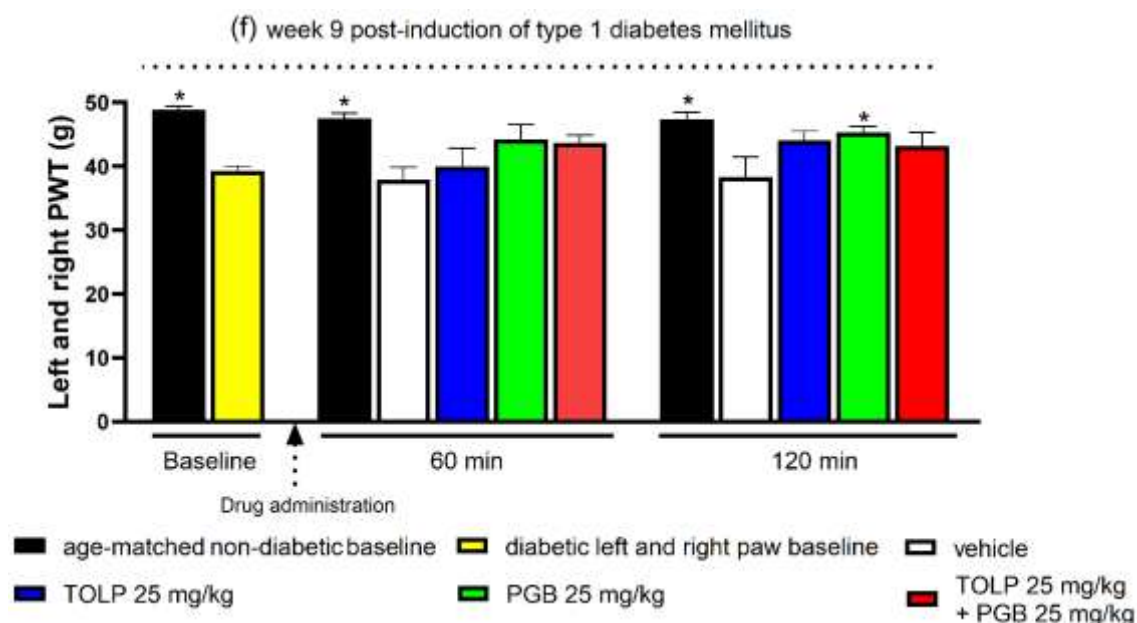 (f) week 9 post-induction of type 1 diabetes mellitus
Left and right PWT (g)
50
40
30
20
10
0
* * * *
Baseline 60 min 120 min
Drug administration
age-matched non-diabetic baseline diabetic left and right paw baseline vehicle
TOLP 25 mg/kg PGB 25 mg/kg TOLP 25 mg/kg
+ PGB 25 mg/kg